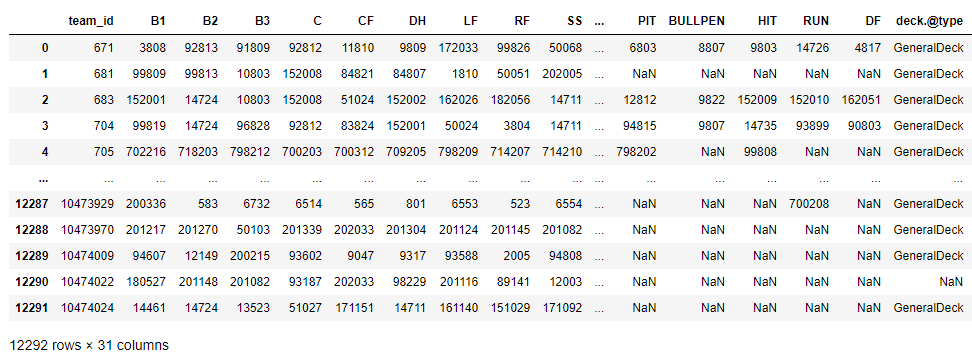 team_id B1 B2 B3 C CF DH LF RF SS ... PIT BULLPEN HIT RUN DF deck.@type
0 671 3808 92813 91809 92812 11810 9809 172033 99826 50068 ... 6803 8807 9803 14726 4817 GeneralDeck
1 681 99809 99813 10803 152008 84821 84807 1810 50051 202005 ... NaN NaN NaN NaN NaN GeneralDeck
2 683 152001 14724 10803 152008 51024 152002 162026 182056 14711 ... 12812 9822 152009 152010 162051 GeneralDeck
3 704 99819 14724 96828 92812 83824 152001 50024 3804 14711 ... 94815 9807 14735 93899 90803 GeneralDeck
4 705 702216 718203 798212 700203 700312 709205 798209 714207 714210 ... 798202 NaN 99808 NaN NaN GeneralDeck
... ... ... ... ... ... ... ... ... ... ... ... ... ... ... ... ... ...
12287 10473929 200336 583 6732 6514 565 801 6553 523 6554 ... NaN NaN NaN 700208 NaN GeneralDeck
12288 10473970 201217 201270 50103 201339 202033 201304 201124 201145 201082 ... NaN NaN NaN NaN NaN GeneralDeck
12289 10474009 94607 12149 200215 93602 9047 9317 93588 2005 94808 ... NaN NaN NaN NaN NaN GeneralDeck
12290 10474022 180527 201148 201082 93187 202033 98229 201116 89141 12003 ... NaN NaN NaN NaN NaN NaN
12291 10474024 14461 14724 13523 51027 171151 14711 161140 151029 171092 ... NaN NaN NaN NaN NaN GeneralDeck
12292 rows × 31 columns